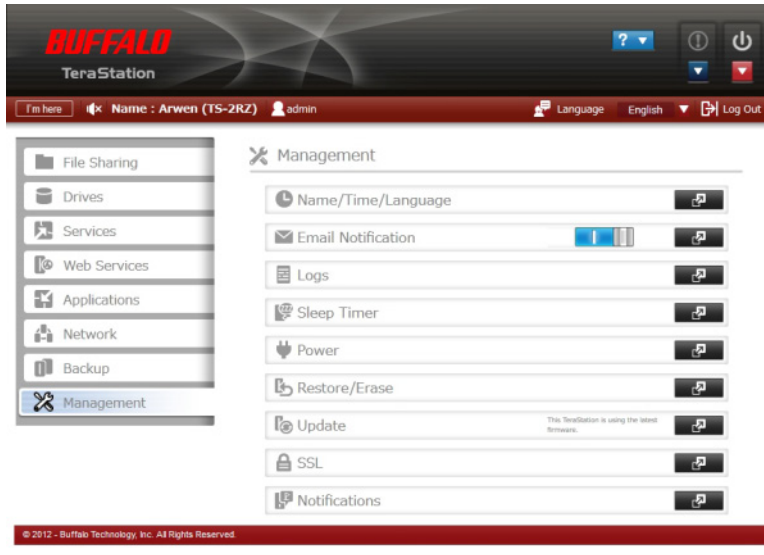 BUFFALO
TeraStation
?
I'm here Name : Arwen (TS-2RZ) admin Language English Log Out
File Sharing
Drives
Services
Web Services
Applications
Network
Backup
Management
Management
Name/Time/Language
Email Notification
Logs
Sleep Timer
Power
Restore/Erase
Update
This TeraStation is using the latest
firmware.
SSL
Notifications
© 2012 - Buffalo Technology, Inc. All Rights Reserved.